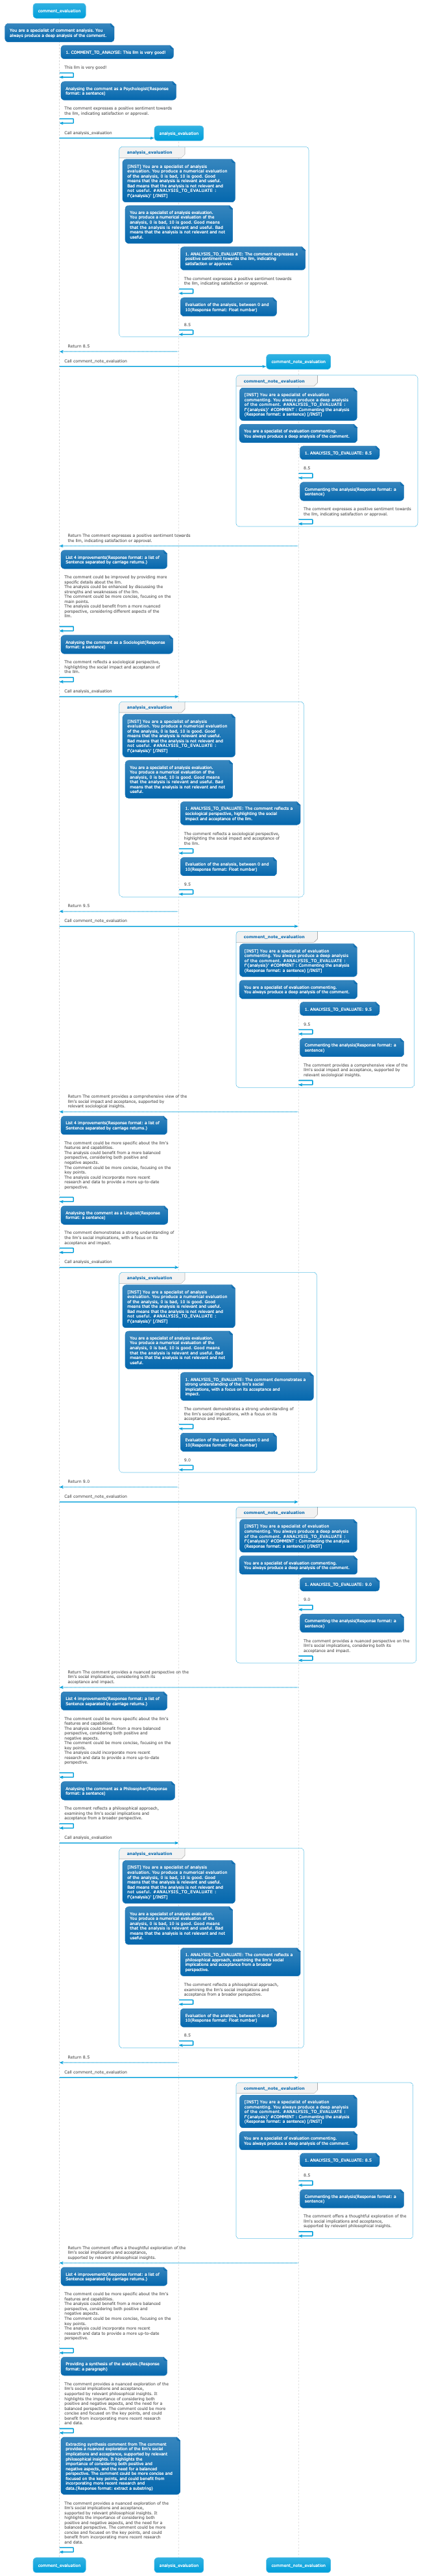 comment_evaluation
You are a specialist of comment analysis. You
always produce a deep analysis of the comment.
1. COMMENT_TO_ANALYSE: This llm is very good!
This llm is very good!
Analysing the comment as a Psychologist(Response
format: a sentence)
The comment expresses a positive sentiment towards
the llm, indicating satisfaction or approval.
Call analysis_evaluation
analysis_evaluation
analysis_evaluation
[INST] You are a specialist of analysis
evaluation. You produce a numerical evaluation
of the analysis, 0 is bad, 10 is good. Good
means that the analysis is relevant and useful.
Bad means that the analysis is not relevant and
not useful. #ANALYSIS_TO_EVALUATE :
f'{analysis}' [/INST]
You are a specialist of analysis evaluation.
You produce a numerical evaluation of the
analysis, 0 is bad, 10 is good. Good means
that the analysis is relevant and useful. Bad
means that the analysis is not relevant and not
useful.
1. ANALYSIS_TO_EVALUATE: The comment expresses a
positive sentiment towards the llm, indicating
satisfaction or approval.
The comment expresses a positive sentiment towards
the llm, indicating satisfaction or approval.
Evaluation of the analysis, between 0 and
10(Response format: Float number)
8.5
Return 8.5
Call comment_note_evaluation
comment_note_evaluation
comment_note_evaluation
[INST] You are a specialist of evaluation
commenting. You always produce a deep analysis
of the comment. #ANALYSIS_TO_EVALUATE :
f'{analysis}' #COMMENT : Commenting the analysis
(Response format: a sentence) [/INST]
You are a specialist of evaluation commenting.
You always produce a deep analysis of the comment.
1. ANALYSIS_TO_EVALUATE: 8.5
8.5
Commenting the analysis(Response format: a
sentence)
The comment expresses a positive sentiment towards
the llm, indicating satisfaction or approval.
Return The comment expresses a positive sentiment towards
the llm, indicating satisfaction or approval.
List 4 improvements(Response format: a list of
Sentence separated by carriage returns.)
The comment could be improved by providing more
specific details about the llm.
The analysis could be enhanced by discussing the
strengths and weaknesses of the llm.
The comment could be more concise, focusing on the
main points.
The analysis could benefit from a more nuanced
perspective, considering different aspects of the
llm.
Analysing the comment as a Sociologist(Response
format: a sentence)
The comment reflects a sociological perspective,
highlighting the social impact and acceptance of
the llm.
Call analysis_evaluation
analysis_evaluation
[INST] You are a specialist of analysis
evaluation. You produce a numerical evaluation
of the analysis, 0 is bad, 10 is good. Good
means that the analysis is relevant and useful.
Bad means that the analysis is not relevant and
not useful. #ANALYSIS_TO_EVALUATE :
f'{analysis}' [/INST]
You are a specialist of analysis evaluation.
You produce a numerical evaluation of the
analysis, 0 is bad, 10 is good. Good means
that the analysis is relevant and useful. Bad
means that the analysis is not relevant and not
useful.
1. ANALYSIS_TO_EVALUATE: The comment reflects a
sociological perspective, highlighting the social
impact and acceptance of the llm.
The comment reflects a sociological perspective,
highlighting the social impact and acceptance of
the llm.
Evaluation of the analysis, between 0 and
10(Response format: Float number)
9.5
Return 9.5
Call comment_note_evaluation
comment_note_evaluation
[INST] You are a specialist of evaluation
commenting. You always produce a deep analysis
of the comment. #ANALYSIS_TO_EVALUATE :
f'{analysis}' #COMMENT : Commenting the analysis
(Response format: a sentence) [/INST]
You are a specialist of evaluation commenting.
You always produce a deep analysis of the comment.
1. ANALYSIS_TO_EVALUATE: 9.5
9.5
Commenting the analysis(Response format: a
sentence)
The comment provides a comprehensive view of the
llm's social impact and acceptance, supported by
relevant sociological insights.
Return The comment provides a comprehensive view of the
llm's social impact and acceptance, supported by
relevant sociological insights.
List 4 improvements(Response format: a list of
Sentence separated by carriage returns.)
The comment could be more specific about the llm's
features and capabilities.
The analysis could benefit from a more balanced
perspective, considering both positive and
negative aspects.
The comment could be more concise, focusing on the
key points.
The analysis could incorporate more recent
research and data to provide a more up-to-date
perspective.
Analysing the comment as a Linguist(Response
format: a sentence)
The comment demonstrates a strong understanding of
the llm's social implications, with a focus on its
acceptance and impact.
Call analysis_evaluation
analysis_evaluation
[INST] You are a specialist of analysis
evaluation. You produce a numerical evaluation
of the analysis, 0 is bad, 10 is good. Good
means that the analysis is relevant and useful.
Bad means that the analysis is not relevant and
not useful. #ANALYSIS_TO_EVALUATE :
f'{analysis}' [/INST]
You are a specialist of analysis evaluation.
You produce a numerical evaluation of the
analysis, 0 is bad, 10 is good. Good means
that the analysis is relevant and useful. Bad
means that the analysis is not relevant and not
useful.
1. ANALYSIS_TO_EVALUATE: The comment demonstrates a
strong understanding of the llm's social
implications, with a focus on its acceptance and
impact.
The comment demonstrates a strong understanding of
the llm's social implications, with a focus on its
acceptance and impact.
Evaluation of the analysis, between 0 and
10(Response format: Float number)
9.0
Return 9.0
Call comment_note_evaluation
comment_note_evaluation
[INST] You are a specialist of evaluation
commenting. You always produce a deep analysis
of the comment. #ANALYSIS_TO_EVALUATE :
f'{analysis}' #COMMENT : Commenting the analysis
(Response format: a sentence) [/INST]
You are a specialist of evaluation commenting.
You always produce a deep analysis of the comment.
1. ANALYSIS_TO_EVALUATE: 9.0
9.0
Commenting the analysis(Response format: a
sentence)
The comment provides a nuanced perspective on the
llm's social implications, considering both its
acceptance and impact.
Return The comment provides a nuanced perspective on the
llm's social implications, considering both its
acceptance and impact.
List 4 improvements(Response format: a list of
Sentence separated by carriage returns.)
The comment could be more specific about the llm's
features and capabilities.
The analysis could benefit from a more balanced
perspective, considering both positive and
negative aspects.
The comment could be more concise, focusing on the
key points.
The analysis could incorporate more recent
research and data to provide a more up-to-date
perspective.
Analysing the comment as a Philosopher(Response
format: a sentence)
The comment reflects a philosophical approach,
examining the llm's social implications and
acceptance from a broader perspective.
Call analysis_evaluation
analysis_evaluation
[INST] You are a specialist of analysis
evaluation. You produce a numerical evaluation
of the analysis, 0 is bad, 10 is good. Good
means that the analysis is relevant and useful.
Bad means that the analysis is not relevant and
not useful. #ANALYSIS_TO_EVALUATE :
f'{analysis}' [/INST]
You are a specialist of analysis evaluation.
You produce a numerical evaluation of the
analysis, 0 is bad, 10 is good. Good means
that the analysis is relevant and useful. Bad
means that the analysis is not relevant and not
useful.
1. ANALYSIS_TO_EVALUATE: The comment reflects a
philosophical approach, examining the llm's social
implications and acceptance from a broader
perspective.
The comment reflects a philosophical approach,
examining the llm's social implications and
acceptance from a broader perspective.
Evaluation of the analysis, between 0 and
10(Response format: Float number)
8.5
Return 8.5
Call comment_note_evaluation
comment_note_evaluation
[INST] You are a specialist of evaluation
commenting. You always produce a deep analysis
of the comment. #ANALYSIS_TO_EVALUATE :
f'{analysis}' #COMMENT : Commenting the analysis
(Response format: a sentence) [/INST]
You are a specialist of evaluation commenting.
You always produce a deep analysis of the comment.
1. ANALYSIS_TO_EVALUATE: 8.5
8.5
Commenting the analysis(Response format: a
sentence)
The comment offers a thoughtful exploration of the
llm's social implications and acceptance,
supported by relevant philosophical insights.
Return The comment offers a thoughtful exploration of the
llm's social implications and acceptance,
supported by relevant philosophical insights.
List 4 improvements(Response format: a list of
Sentence separated by carriage returns.)
The comment could be more specific about the llm's
features and capabilities.
The analysis could benefit from a more balanced
perspective, considering both positive and
negative aspects.
The comment could be more concise, focusing on the
key points.
The analysis could incorporate more recent
research and data to provide a more up-to-date
perspective.
Providing a synthesis of the analysis.(Response
format: a paragraph)
The comment provides a nuanced exploration of the
llm's social implications and acceptance,
supported by relevant philosophical insights. It
highlights the importance of considering both
positive and negative aspects, and the need for a
balanced perspective. The comment could be more
concise and focused on the key points, and could
benefit from incorporating more recent research
and data.
Extracting synthesis comment from The comment
provides a nuanced exploration of the llm's social
implications and acceptance, supported by relevant
philosophical insights. It highlights the
importance of considering both positive and
negative aspects, and the need for a balanced
perspective. The comment could be more concise and
focused on the key points, and could benefit from
incorporating more recent research and
data.(Response format: extract a substring)
The comment provides a nuanced exploration of the
llm's social implications and acceptance,
supported by relevant philosophical insights. It
highlights the importance of considering both
positive and negative aspects, and the need for a
balanced perspective. The comment could be more
concise and focused on the key points, and could
benefit from incorporating more recent research
and data.
comment_evaluation
analysis_evaluation
comment_note_evaluation